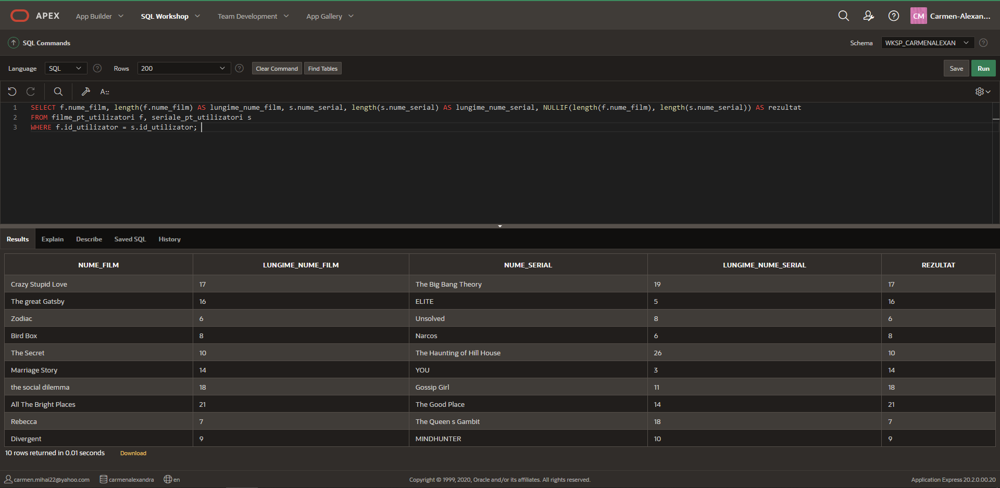 APEX App Builder SQL Workshop Team Development App Gallery CM Carmen-Alexan...
SQL Commands Schema WKSP_CARMENALEXAN ?
Language SQL ? Rows 200 ? Clear Command Find Tables Save Run
A::
1 SELECT f.nume_film, length(f.nume_film) AS lungime_nume_film, s.nume_serial, length(s.nume_serial) AS lungime_nume_serial, NULLIF(length(f.nume_film), length(s.nume_serial)) AS rezultat
2 FROM filme_pt_utilizatori f, seriale_pt_utilizatori s
3 WHERE f.id_utilizator = s.id_utilizator;
Results Explain Describe Saved SQL History
NUME_FILM LUNGIME_NUME_FILM NUME_SERIAL LUNGIME_NUME_SERIAL REZULTAT
Crazy Stupid Love 17 The Big Bang Theory 19 17
The great Gatsby 16 ELITE 5 16
Zodiac 6 Unsolved 8 6
Bird Box 8 Narcos 6 8
The Secret 10 The Haunting of Hill House 26 10
Marriage Story 14 YOU 3 14
the social dilemma 18 Gossip Girl 11 18
All The Bright Places 21 The Good Place 14 21
Rebecca 7 The Queen s Gambit 18 7
Divergent 9 MINDHUNTER 10 9
10 rows returned in 0.01 seconds Download
carmen.mihai22@yahoo.com carmenalexandra en Copyright © 1999, 2020, Oracle and/or its affiliates. All rights reserved. Application Express 20.2.0.00.20